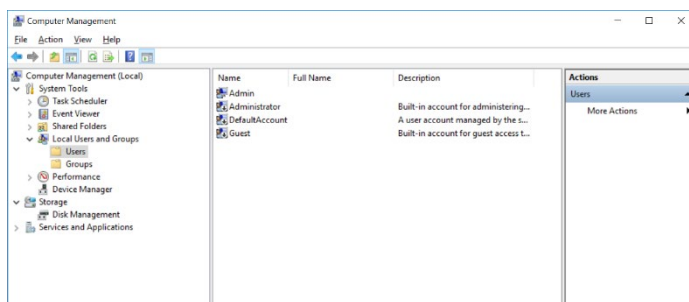 Computer Management
File Action View Help
Computer Management (Local)
System Tools
Task Scheduler
Event Viewer
Shared Folders
Local Users and Groups
Users
Groups
Performance
Device Manager
Storage
Disk Management
Services and Applications
Name Full Name Description
Admin
Administrator Built-in account for administering...
DefaultAccount A user account managed by the s...
Guest Built-in account for guest access t...
Actions
Users
More Actions